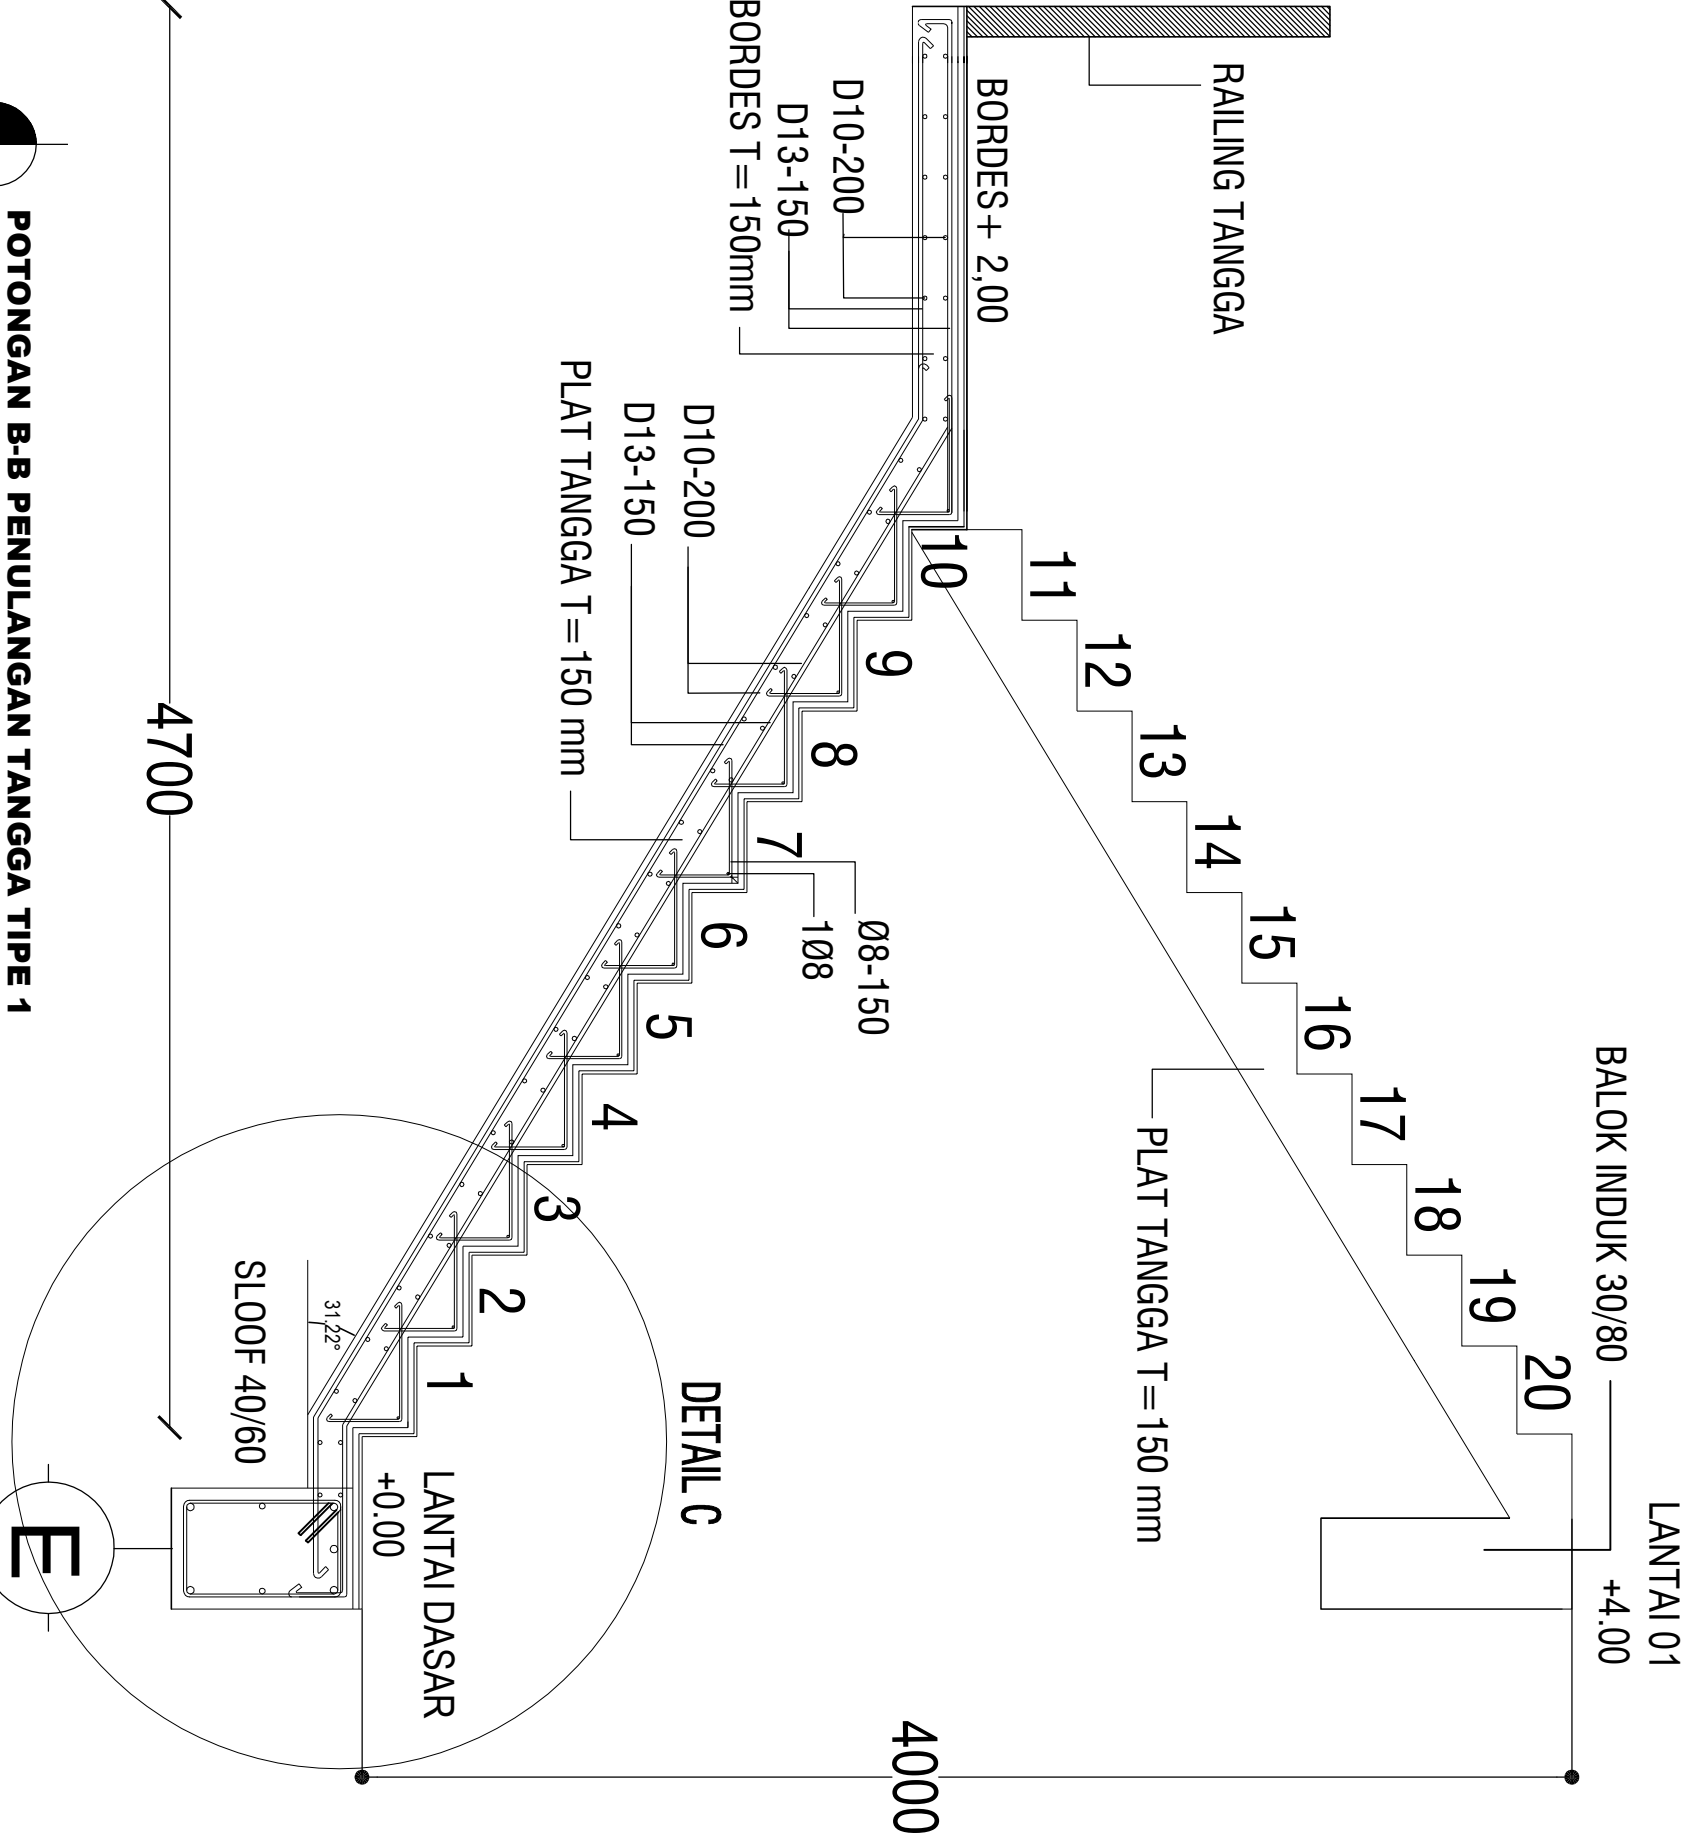 RAILING TANGGA
BORDES+ 2,00
D10-200
D13-150
BORDES T=150mm
D10-200
D13-150
PLAT TANGGA T=150 mm
11
12
13
14
15
16
17
18
19
20
10
9
8
7
6
5
4
3
2
1
Ø8-150
1Ø8
BALOK INDUK 30/80
LANTAI 01
+4.00
PLAT TANGGA T=150 mm
4000
DETAIL C
LANTAI DASAR
+0.00
31.22°
SLOOF 40/60
4700
E
POTONGAN B-B PENULANGAN TANGGA TIPE 1